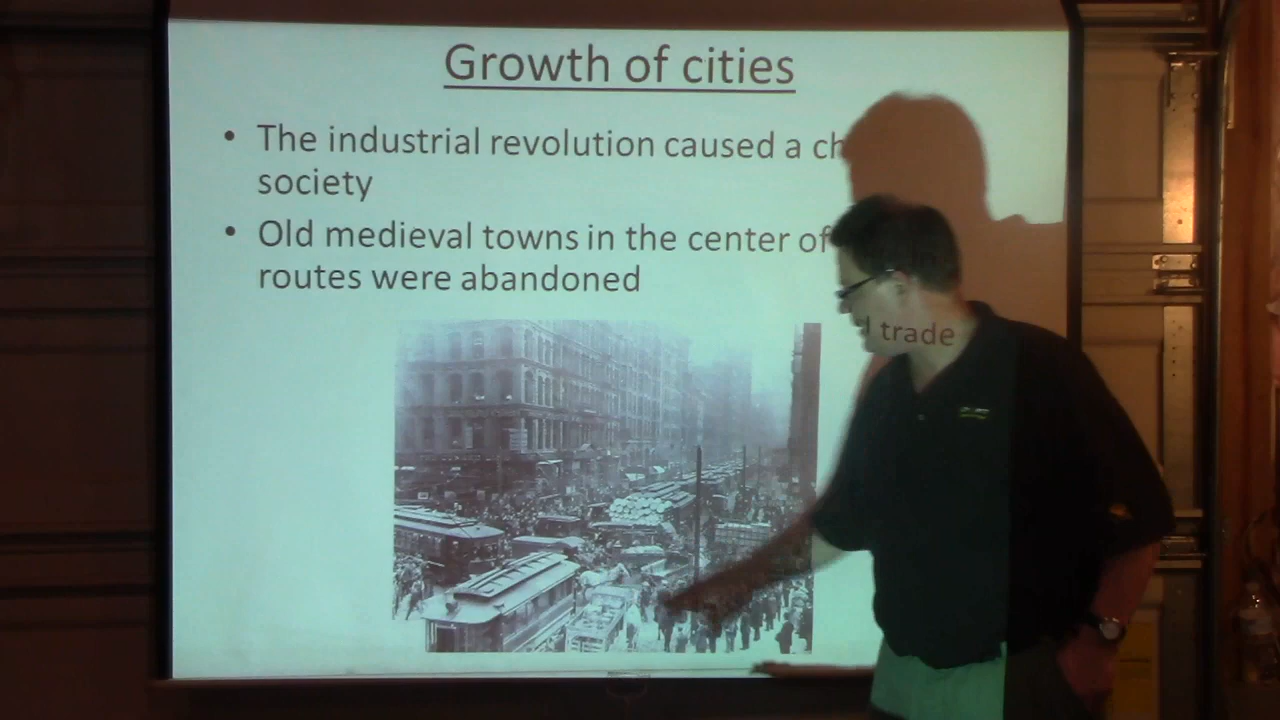 Growth of cities
• The industrial revolution caused a ch
society
• Old medieval towns in the center of
routes were abandoned
trade